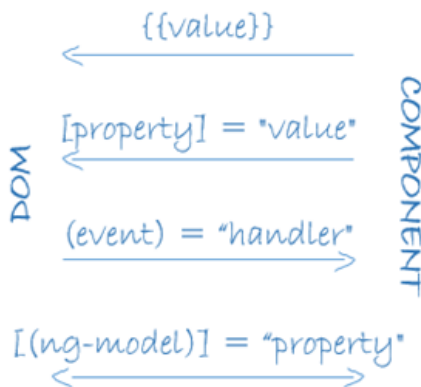 {{value}}
[property] = "value"
(event) = "handler"
[(ng-model)] = "property"
DOM
COMPONENT